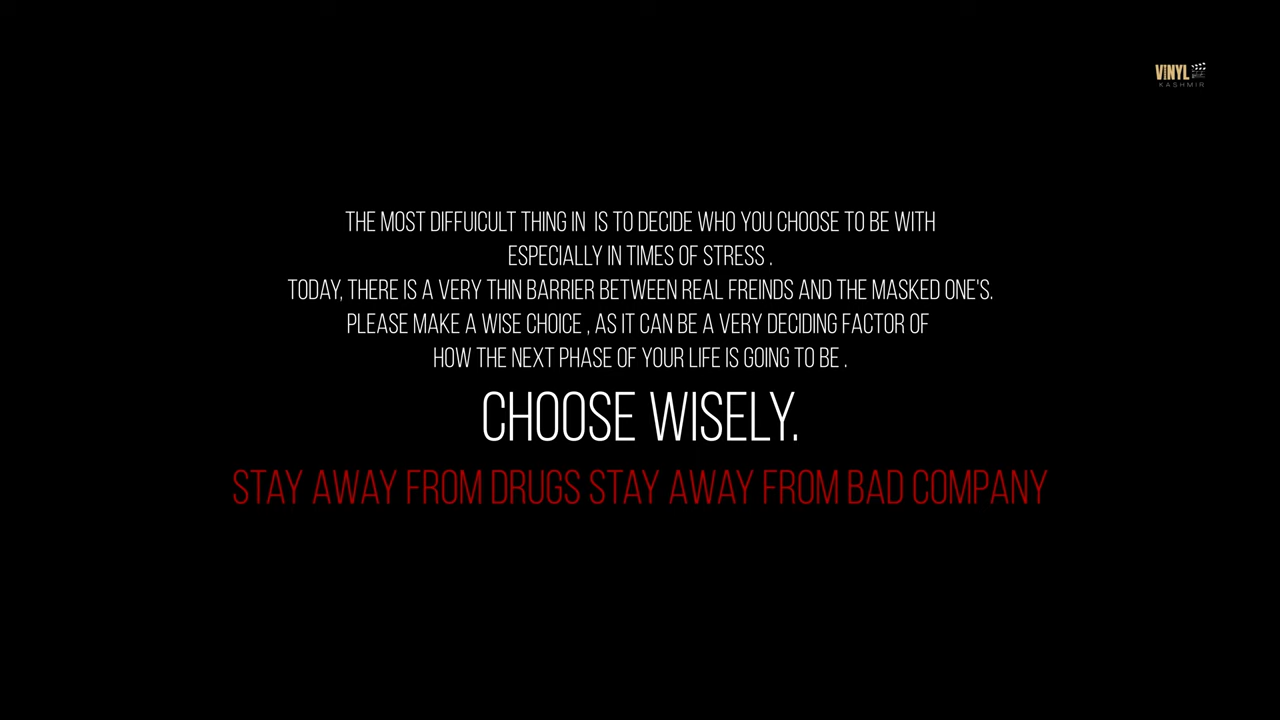 VINYL
KASHMIR
THE MOST DIFFUICULT THING IN IS TO DECIDE WHO YOU CHOOSE TO BE WITH
ESPECIALLY IN TIMES OF STRESS .
TODAY, THERE IS A VERY THIN BARRIER BETWEEN REAL FREINDS AND THE MASKED ONE'S.
PLEASE MAKE A WISE CHOICE , AS IT CAN BE A VERY DECIDING FACTOR OF
HOW THE NEXT PHASE OF YOUR LIFE IS GOING TO BE .
CHOOSE WISELY.
STAY AWAY FROM DRUGS STAY AWAY FROM BAD COMPANY